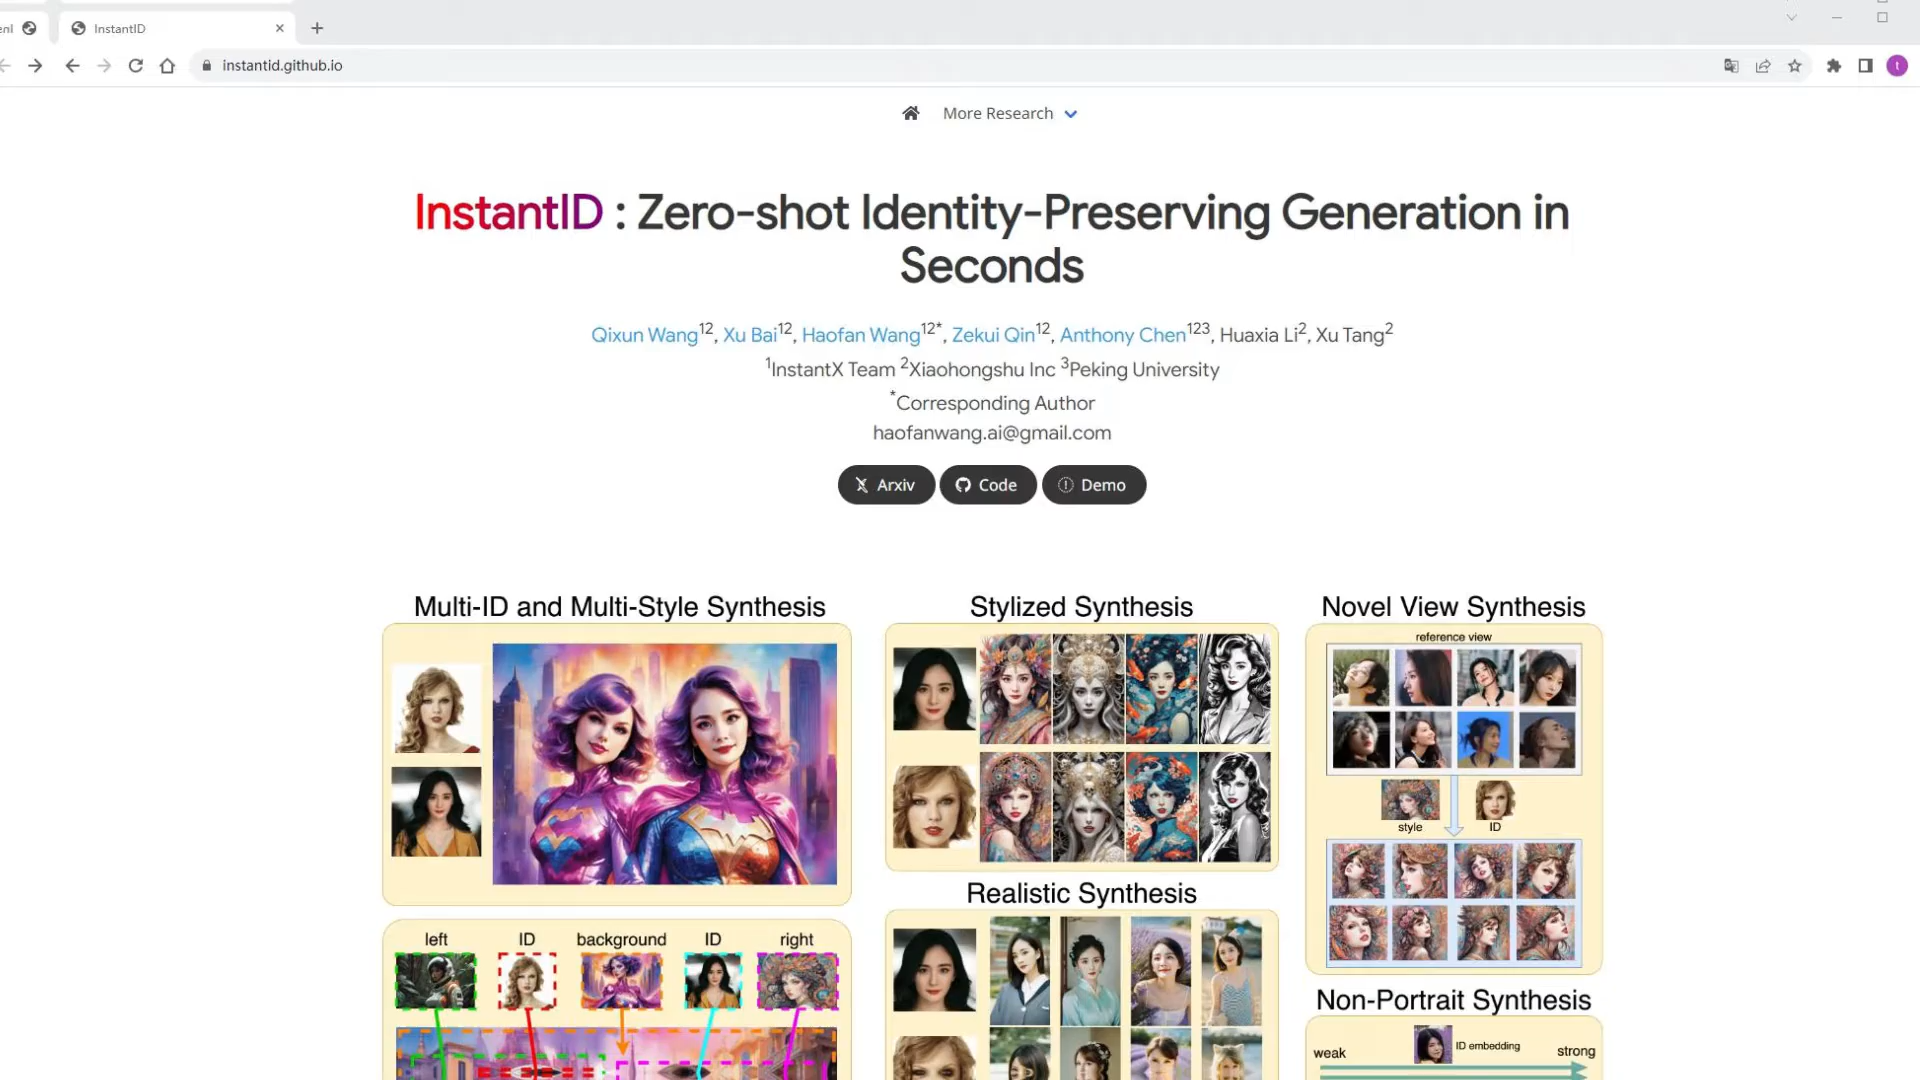 enl
InstantID
instantid.github.io
t
More Research
InstantID : Zero-shot Identity-Preserving Generation in
Seconds
Qixun Wang12, Xu Bai12, Haofan Wang12*, Zekui Qin12, Anthony Chen123, Huaxia Li2, Xu Tang2
1InstantX Team 2Xiaohongshu Inc 3Peking University
*Corresponding Author
haofanwang.ai@gmail.com
Arxiv
Code
Demo
Multi-ID and Multi-Style Synthesis
left
ID
background
ID
right
Stylized Synthesis
Realistic Synthesis
Novel View Synthesis
reference view
style
ID
Non-Portrait Synthesis
ID embedding
weak
strong